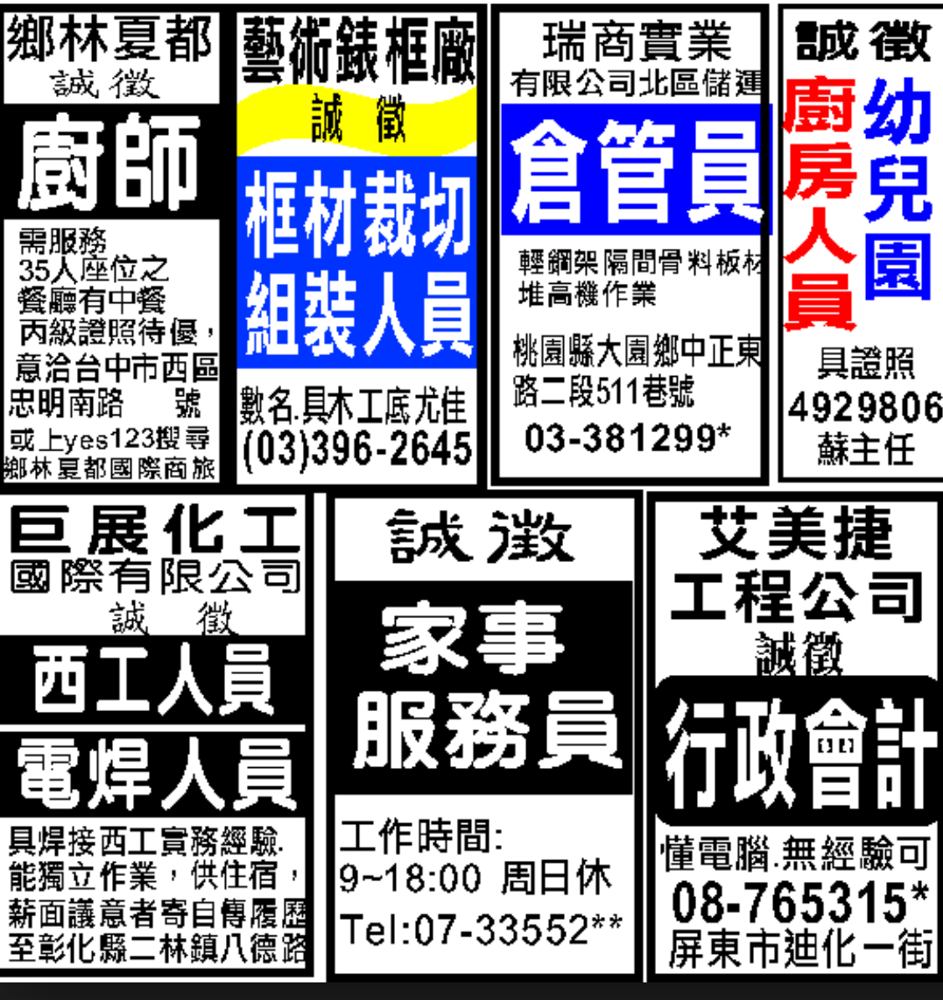 鄉林夏都
誠徵
廚師
需服務
35人座位之
餐廳有中餐
丙級證照待優，
意洽台中市西區
忠明南路 號
或上yes123搜尋
鄉林夏都國際商旅
藝術錶框廠
誠 徵
框材裁切
組裝人員
數名.具木工底尤佳
(03)396-2645
瑞商實業
有限公司北區儲運
倉管員
輕鋼架隔間骨料板材
堆高機作業
桃園縣大園鄉中正東
路二段511巷號
03-381299*
誠徵
幼兒園
廚房人員
具證照
4929806
蘇主任
巨展化工
國際有限公司
誠 徵
西工人員
電焊人員
具焊接西工實務經驗.
能獨立作業，供住宿，
薪面議意者寄自傳履歷
至彰化縣二林鎮八德路
誠徵
家事
服務員
工作時間:
9~18:00 周日休
Tel:07-33552**
艾美捷
工程公司
誠徵
行政會計
懂電腦.無經驗可
08-765315*
屏東市迪化一街